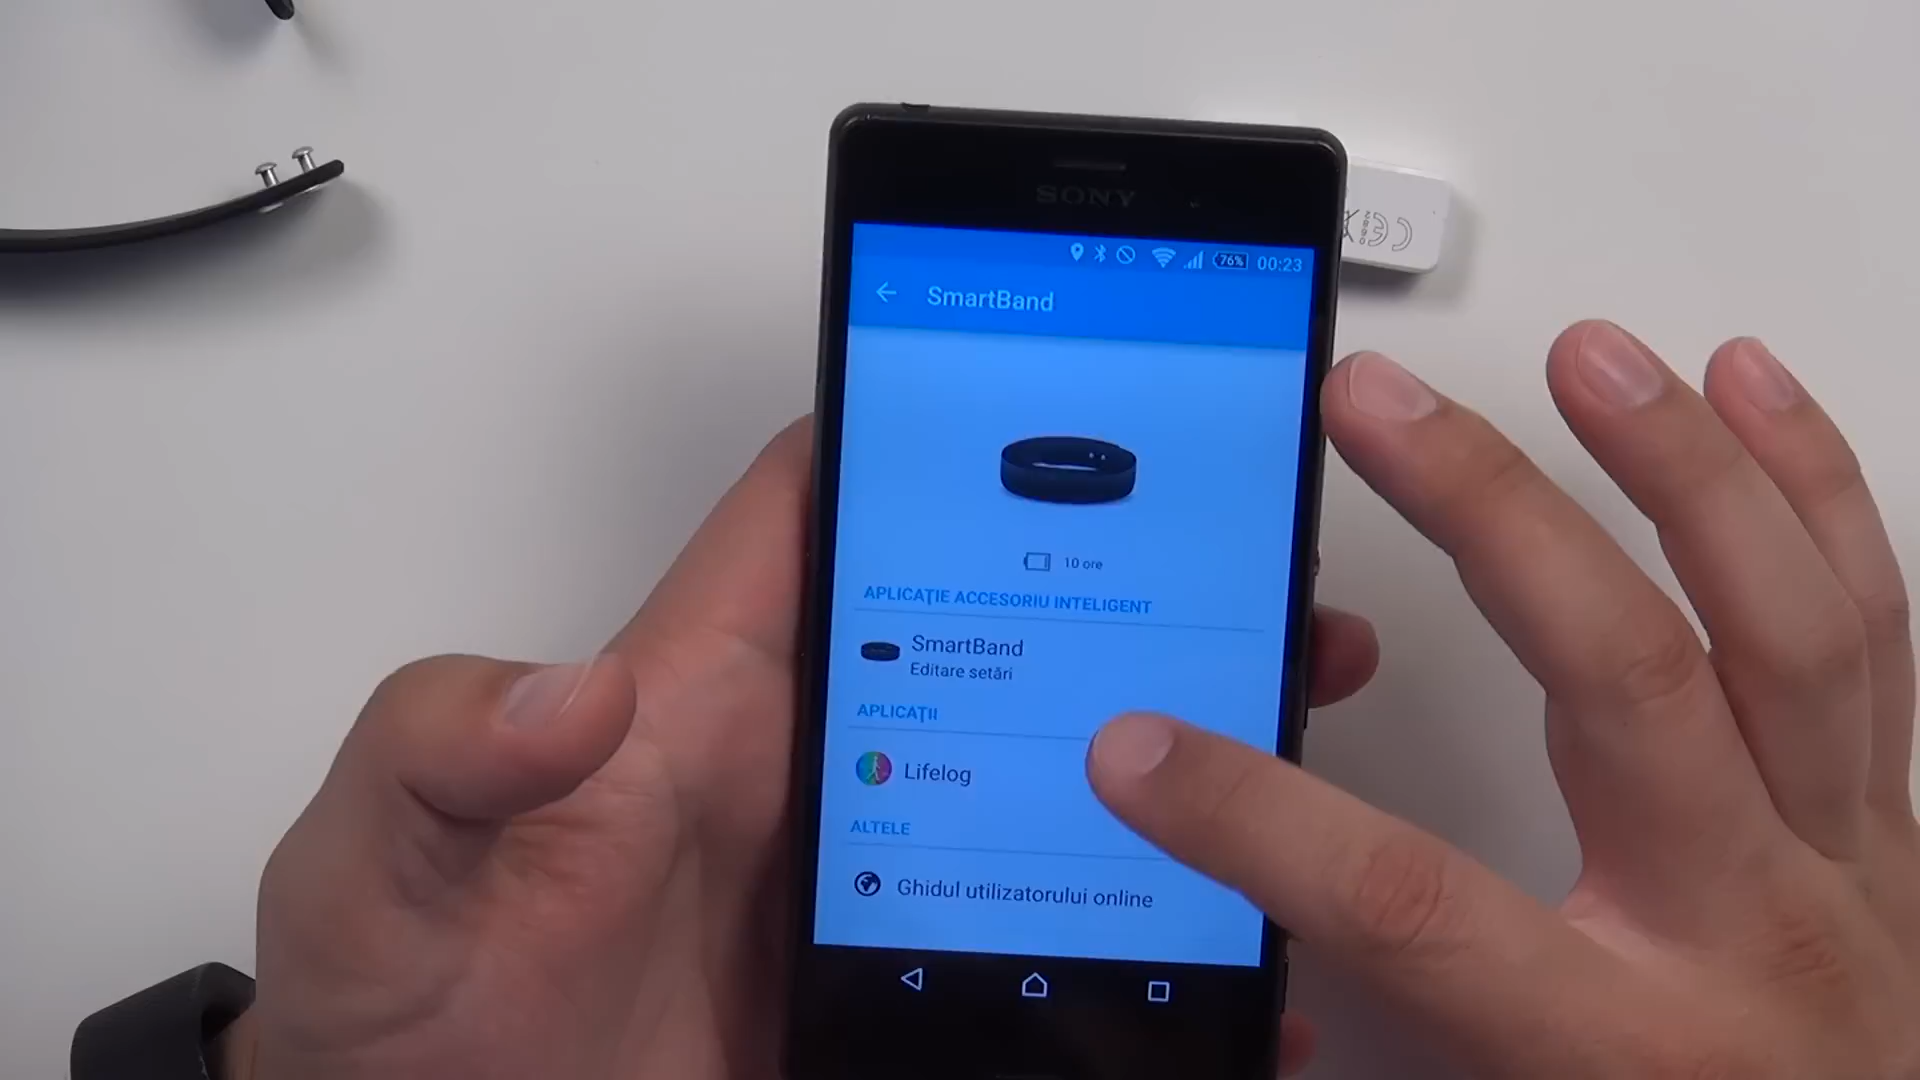 SONY
76% 00:23
SmartBand
10 ore
APLICAȚIE ACCESORIU INTELIGENT
SmartBand
Editare setări
APLICAȚII
Lifelog
ALTELE
Ghidul utilizatorului online
CE